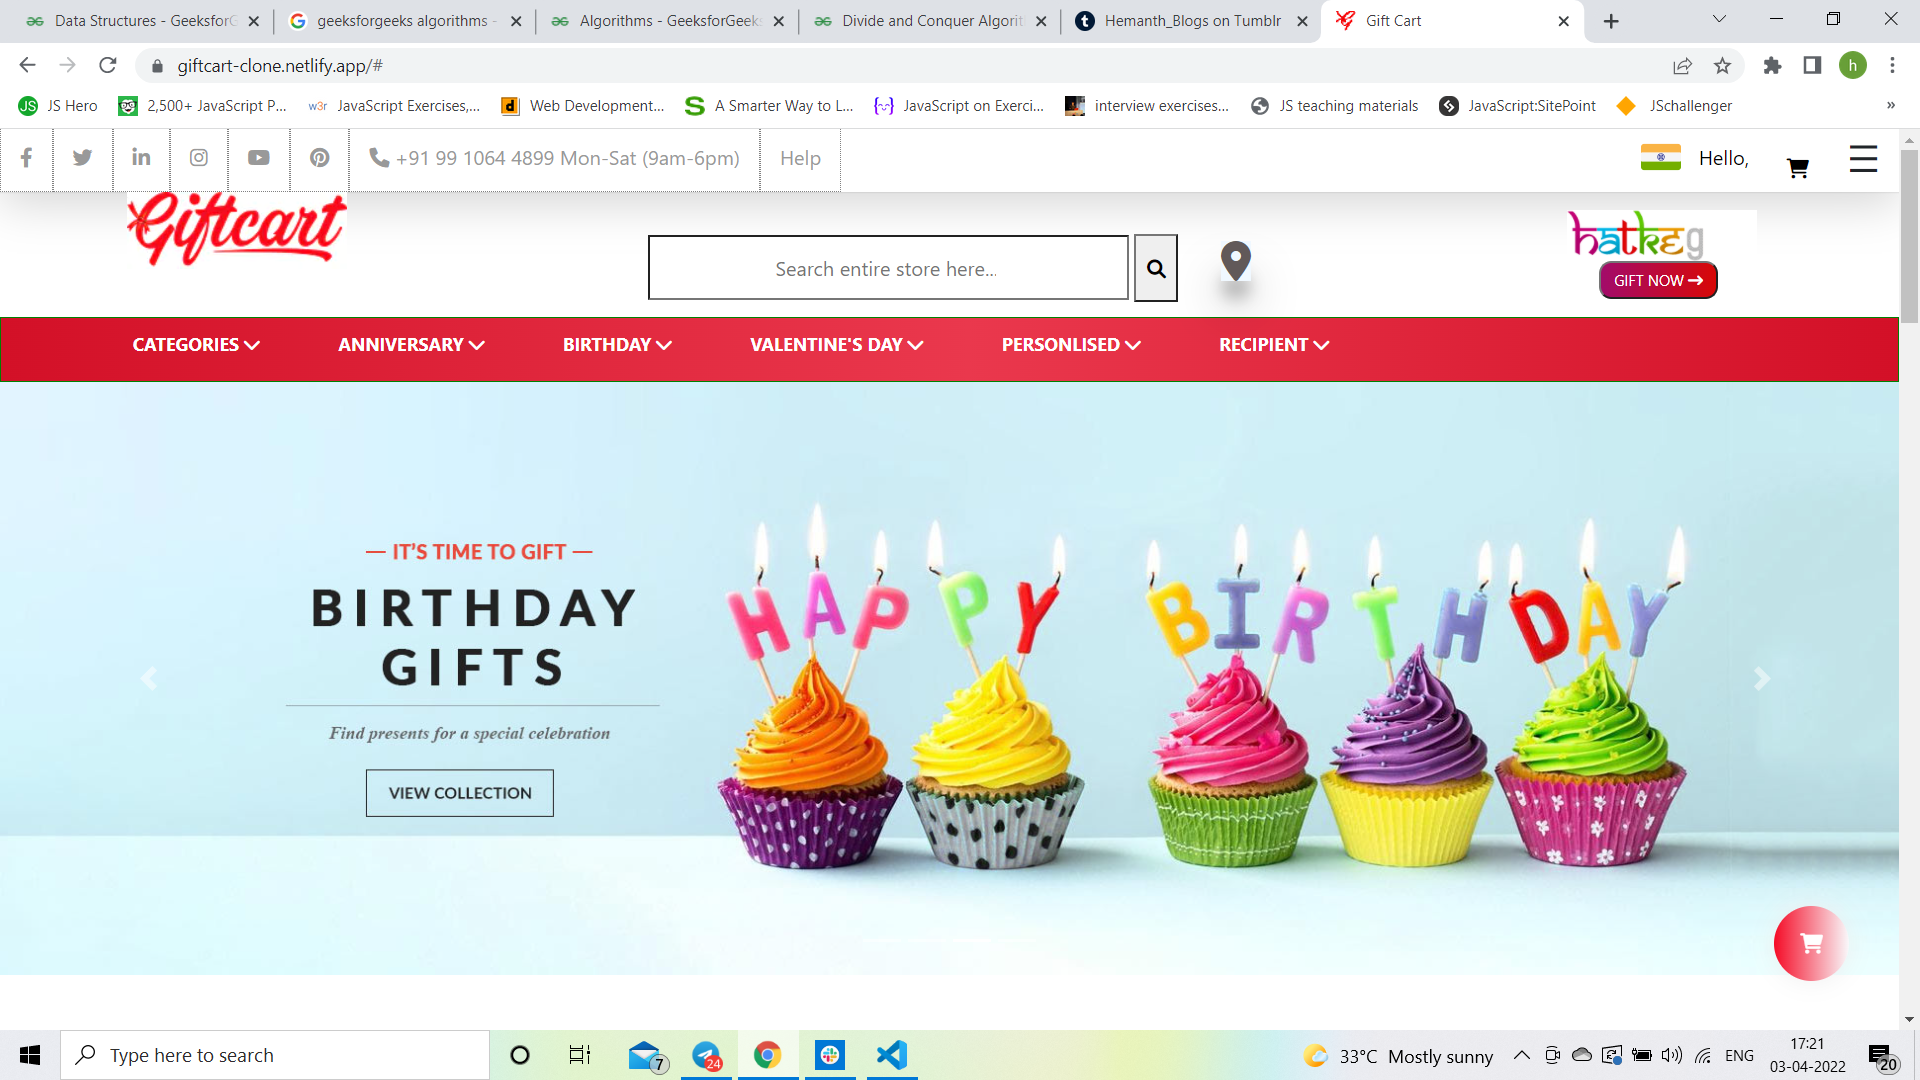 Data Structures - GeeksforG
geeksforgeeks algorithms -
Algorithms - GeeksforGeeks
Divide and Conquer Algorit
Hemanth_Blogs on Tumblr
Gift Cart
giftcart-clone.netlify.app/#
h
JS Hero
2,500+ JavaScript P...
w3r JavaScript Exercises,...
d Web Development...
S A Smarter Way to L...
JavaScript on Exerci...
interview exercises...
JS teaching materials
JavaScript:SitePoint
JSchallenger
»
+91 99 1064 4899 Mon-Sat (9am-6pm)
Help
Hello,
Giftcart
Search entire store here...
hatkeg
GIFT NOW
CATEGORIES
ANNIVERSARY
BIRTHDAY
VALENTINE'S DAY
PERSONLISED
RECIPIENT
— IT'S TIME TO GIFT —
BIRTHDAY
GIFTS
Find presents for a special celebration
VIEW COLLECTION
HAPPY BIRTHDAY
Type here to search
7
24
33°C Mostly sunny
ENG
17:21
03-04-2022
20